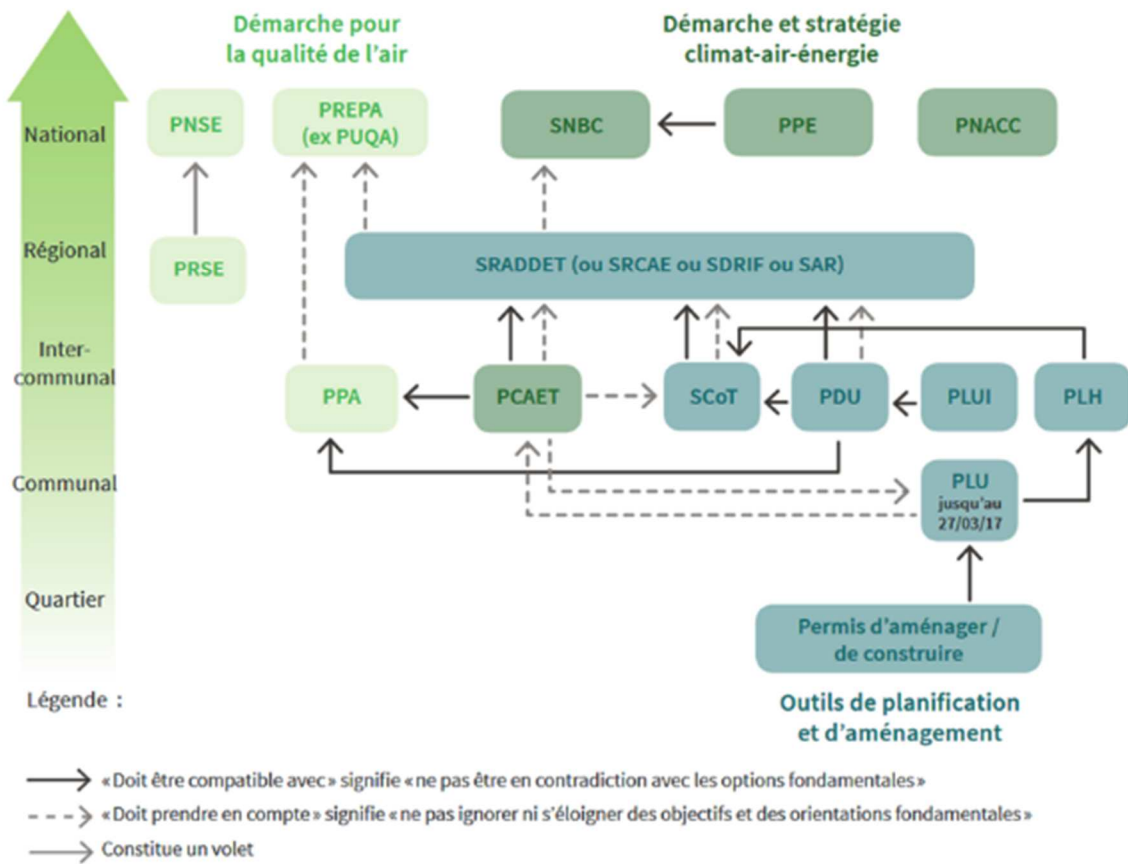 Démarche pour
la qualité de l'air
Démarche et stratégie
climat-air-énergie
National
PNSE
PREPA
(ex PUQA)
SNBC
PPE
PNACC
Régional
PRSE
SRADDET (ou SRCAE ou SDRIF ou SAR)
Inter-
communal
PPA
PCAET
SCoT
PDU
PLUI
PLH
Communal
PLU
jusqu'au
27/03/17
Quartier
Permis d'aménager /
de construire
Légende :
Outils de planification
et d'aménagement
«Doit être compatible avec» signifie «ne pas être en contradiction avec les options fondamentales»
«Doit prendre en compte» signifie «ne pas ignorer ni s'éloigner des objectifs et des orientations fondamentales»
Constitue un volet